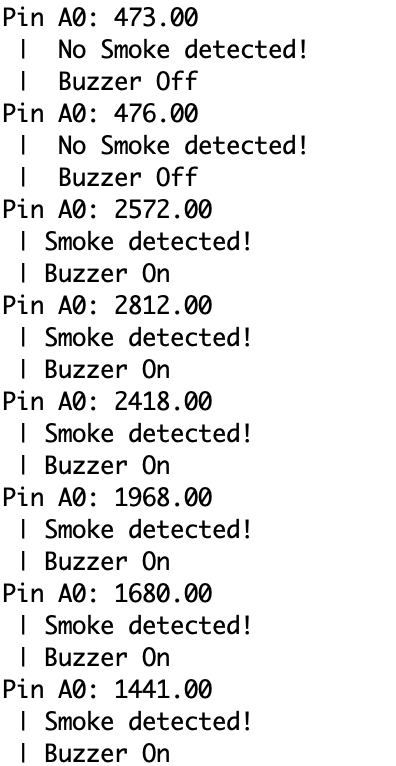 Pin A0: 473.00
 |  No Smoke detected!
 |  Buzzer Off
Pin A0: 476.00
 |  No Smoke detected!
 |  Buzzer Off
Pin A0: 2572.00
 | Smoke detected!
 | Buzzer On
Pin A0: 2812.00
 | Smoke detected!
 | Buzzer On
Pin A0: 2418.00
 | Smoke detected!
 | Buzzer On
Pin A0: 1968.00
 | Smoke detected!
 | Buzzer On
Pin A0: 1680.00
 | Smoke detected!
 | Buzzer On
Pin A0: 1441.00
 | Smoke detected!
 | Buzzer On